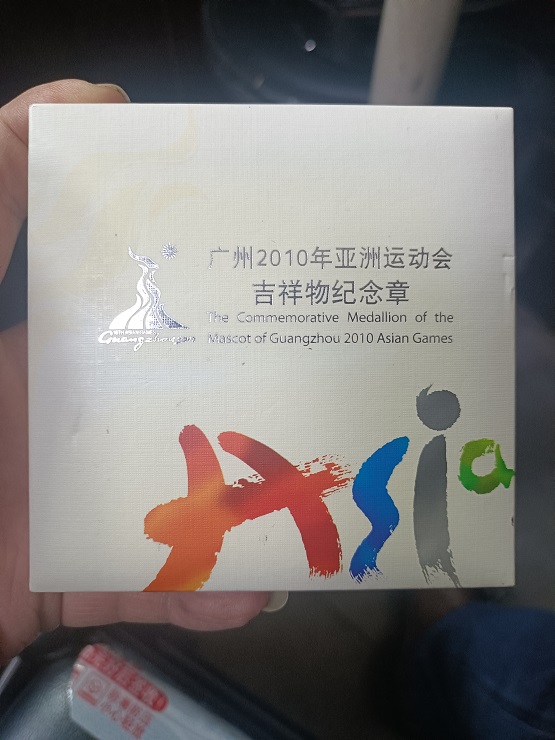 广州2010年亚洲运动会
吉祥物纪念章
The Commemorative Medallion of the
Mascot of Guangzhou 2010 Asian Games
Guangzhou
Asia